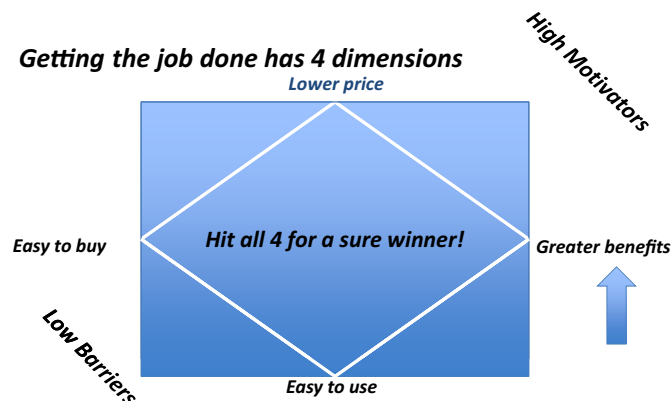 High Motivators
Getting the job done has 4 dimensions
Lower price
Hit all 4 for a sure winner!
Easy to buy
Greater benefits
Low Barriers
Easy to use